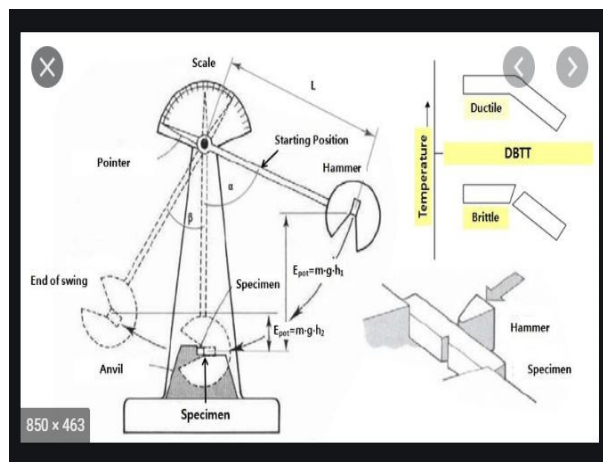 Scale
L
Starting Position
Pointer
Hammer
α
β
End of swing
Specimen
Epot=m·g·h1
Epot=m·g·h2
Anvil
Specimen
Temperature
Ductile
DBTT
Brittle
Hammer
Specimen
850 × 463